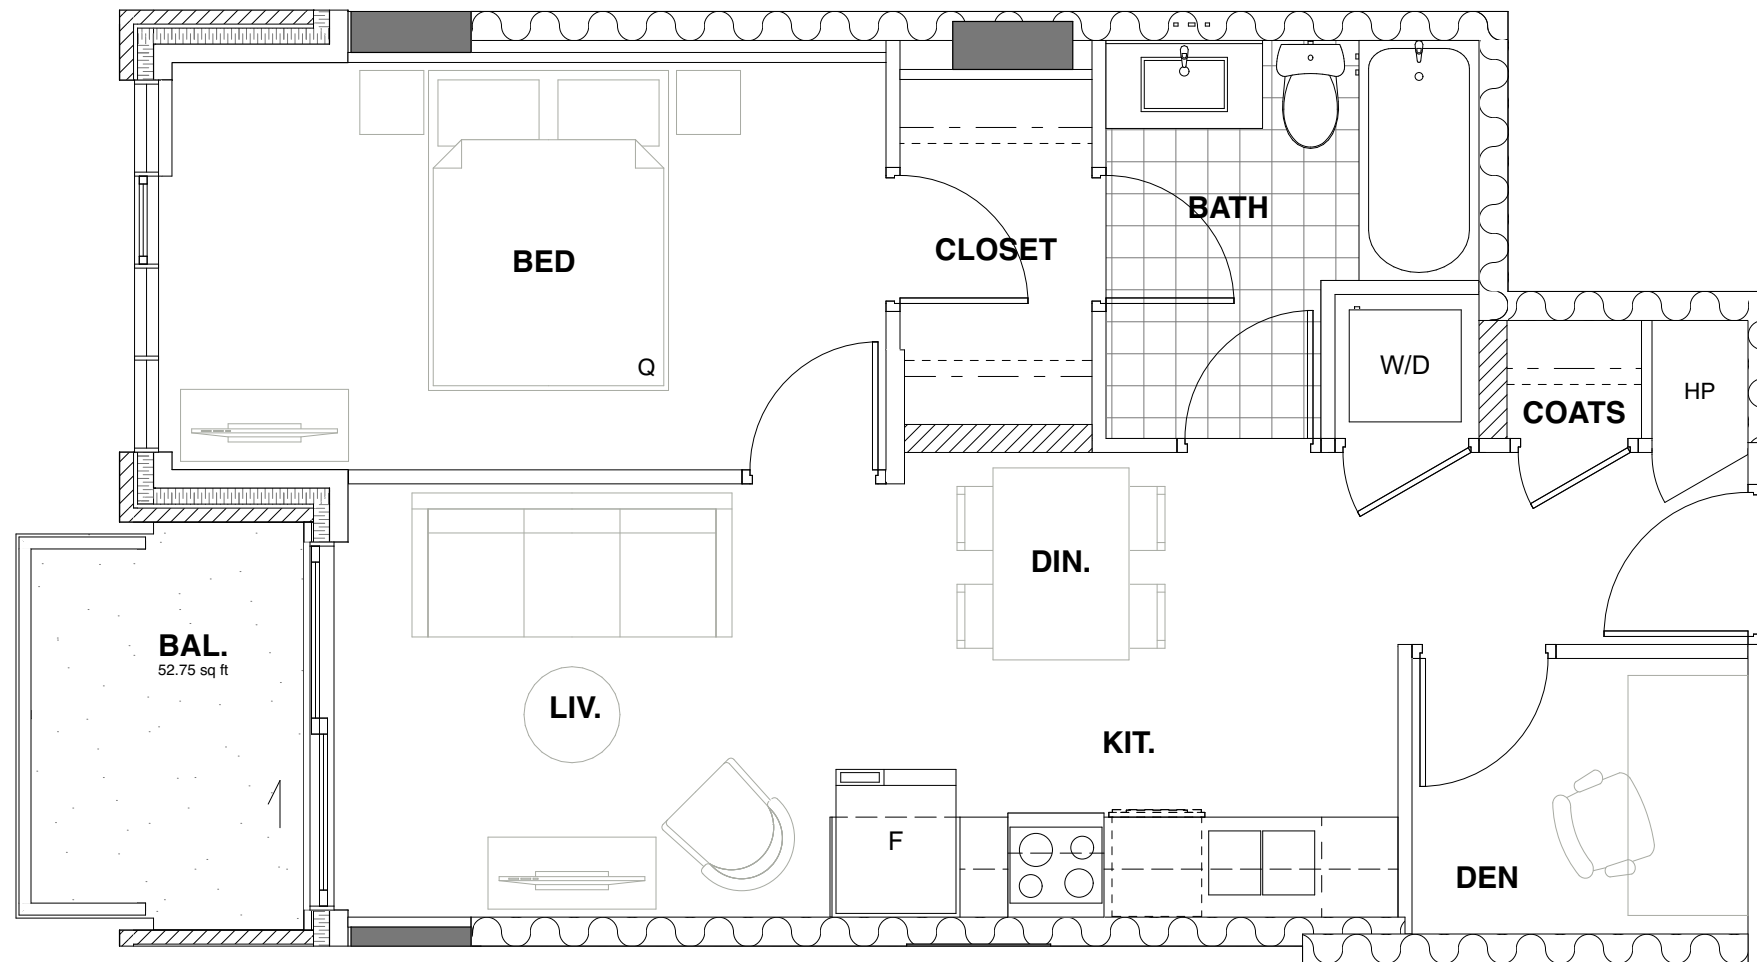 BED
Q
CLOSET
BATH
W/D
COATS
HP
DIN.
BAL.
52.75 sq ft
LIV.
KIT.
F
DEN